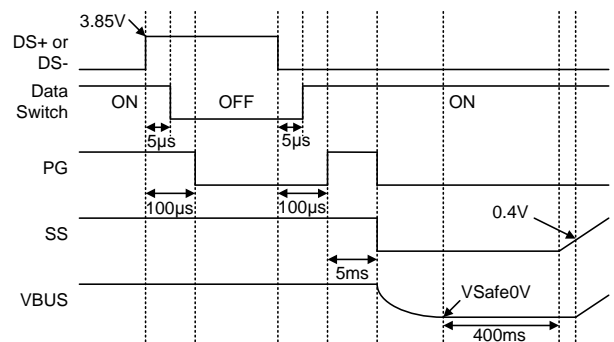 3.85V
DS+ or
DS-
Data
Switch
ON
OFF
ON
5µs
5µs
PG
100µs
100µs
0.4V
SS
5ms
VSafe0V
VBUS
400ms